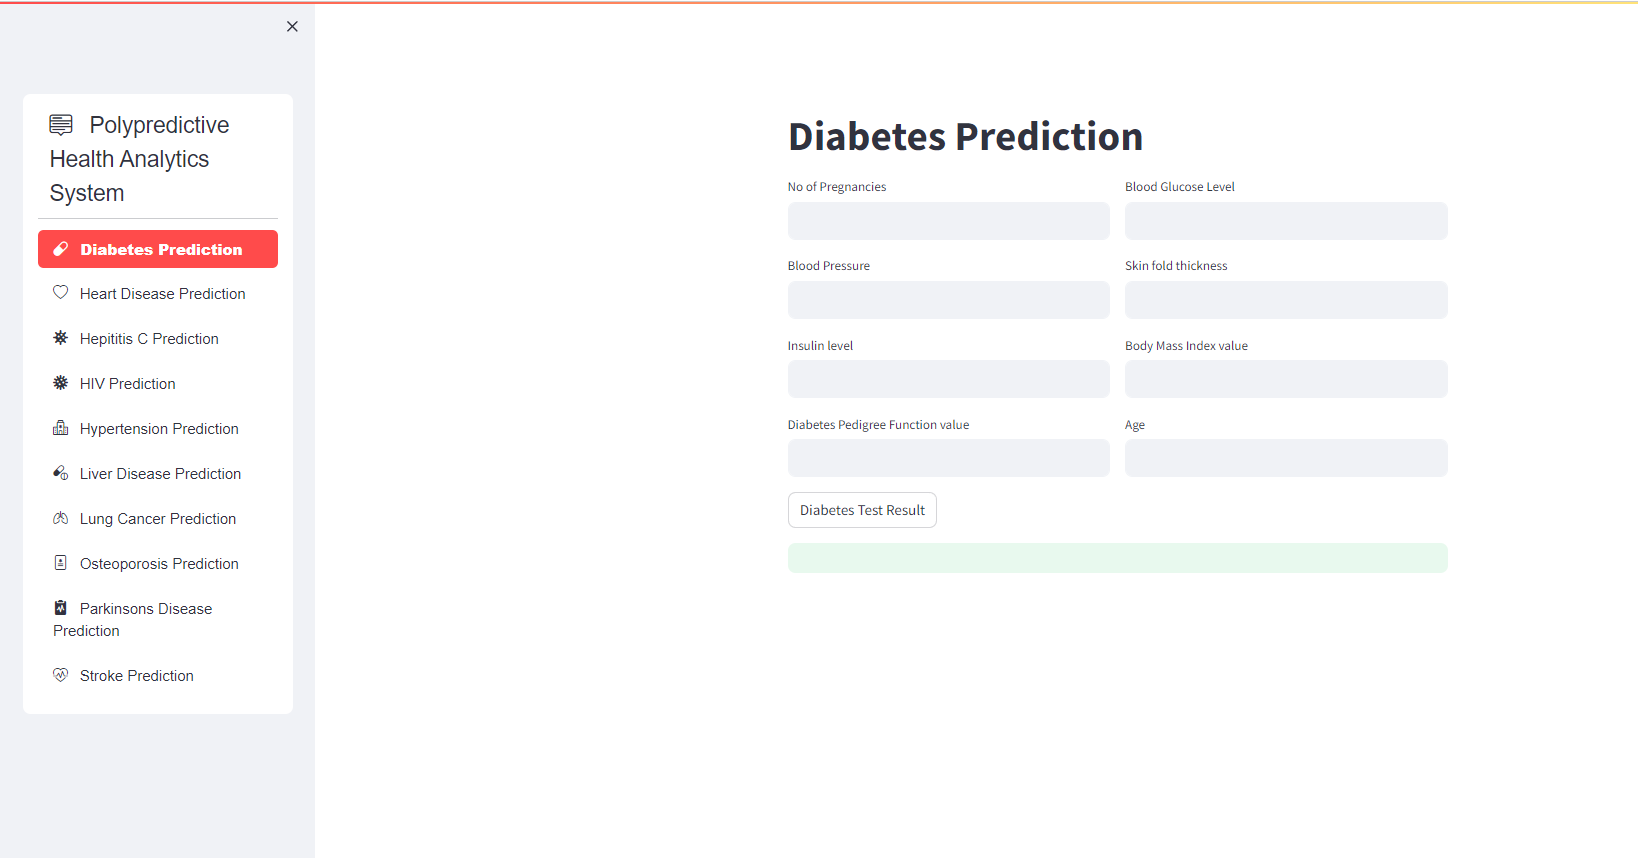 Polypredictive
Health Analytics
System
Diabetes Prediction
Heart Disease Prediction
Hepititis C Prediction
HIV Prediction
Hypertension Prediction
Liver Disease Prediction
Lung Cancer Prediction
Osteoporosis Prediction
Parkinsons Disease
Prediction
Stroke Prediction
Diabetes Prediction
No of Pregnancies
Blood Glucose Level
Blood Pressure
Skin fold thickness
Insulin level
Body Mass Index value
Diabetes Pedigree Function value
Age
Diabetes Test Result